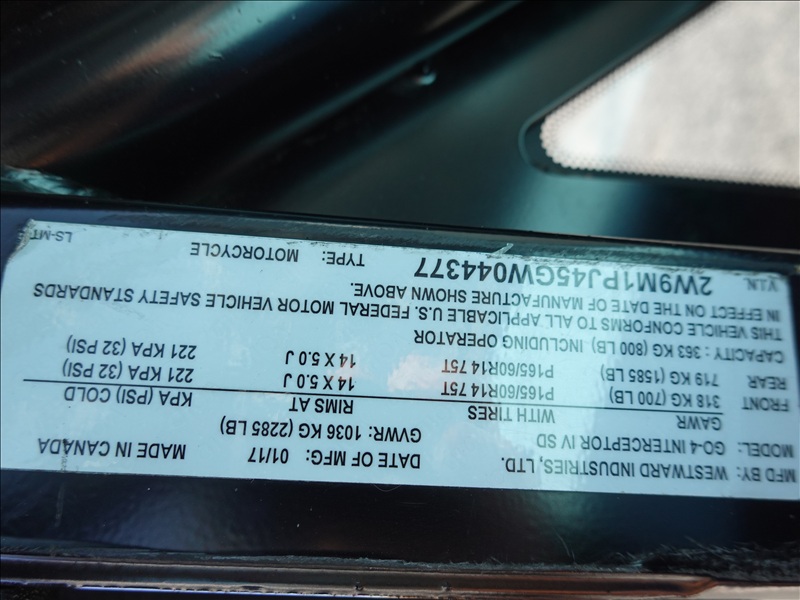 MFD BY: WESTWARD INDUSTRIES, LTD. DATE OF MFG: 01/17 MADE IN CANADA
MODEL: GO-4 INTERCEPTOR IV SD GVWR: 1036 KG (2285 LB)
GAWR WITH TIRES RIMS AT KPA (PSI) COLD
FRONT 318 KG (700 LB) P165/60R14 75T 14 X 5.0 J 221 KPA (32 PSI)
REAR 719 KG (1585 LB) P165/60R14 75T 14 X 5.0 J 221 KPA (32 PSI)
CAPACITY : 363 KG (800 LB) INCLUDING OPERATOR
THIS VEHICLE CONFORMS TO ALL APPLICABLE U.S. FEDERAL MOTOR VEHICLE SAFETY STANDARDS
IN EFFECT ON THE DATE OF MANUFACTURE SHOWN ABOVE.
V.I.N. 2W9M1PJ45GW044377 TYPE: MOTORCYCLE LS-MT